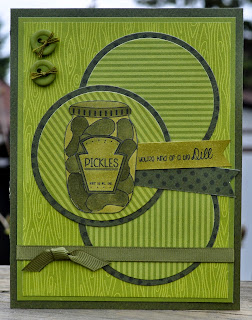 PICKLES
you're kind of a big Dill